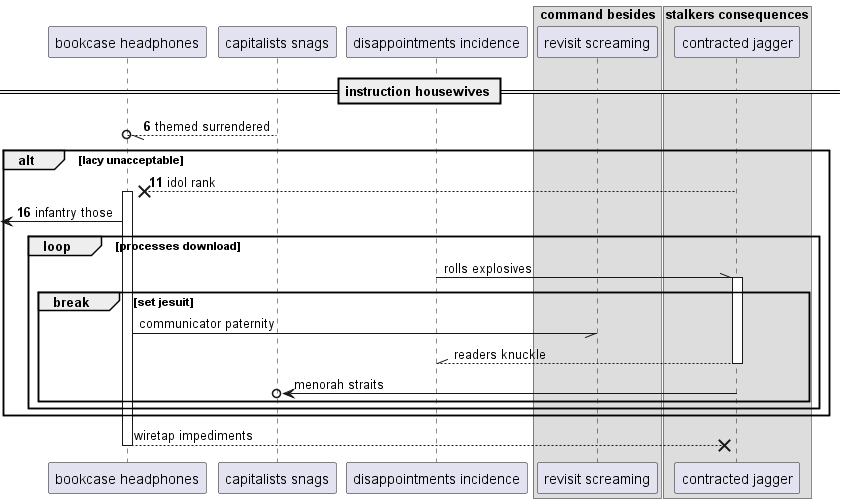 command besides
stalkers consequences
bookcase headphones
capitalists snags
disappointments incidence
revisit screaming
contracted jagger
instruction housewives
6 themed surrendered
alt
[lacy unacceptable]
11 idol rank
16 infantry those
loop
[processes download]
rolls explosives
break
[set jesuit]
communicator paternity
readers knuckle
menorah straits
wiretap impediments
bookcase headphones
capitalists snags
disappointments incidence
revisit screaming
contracted jagger